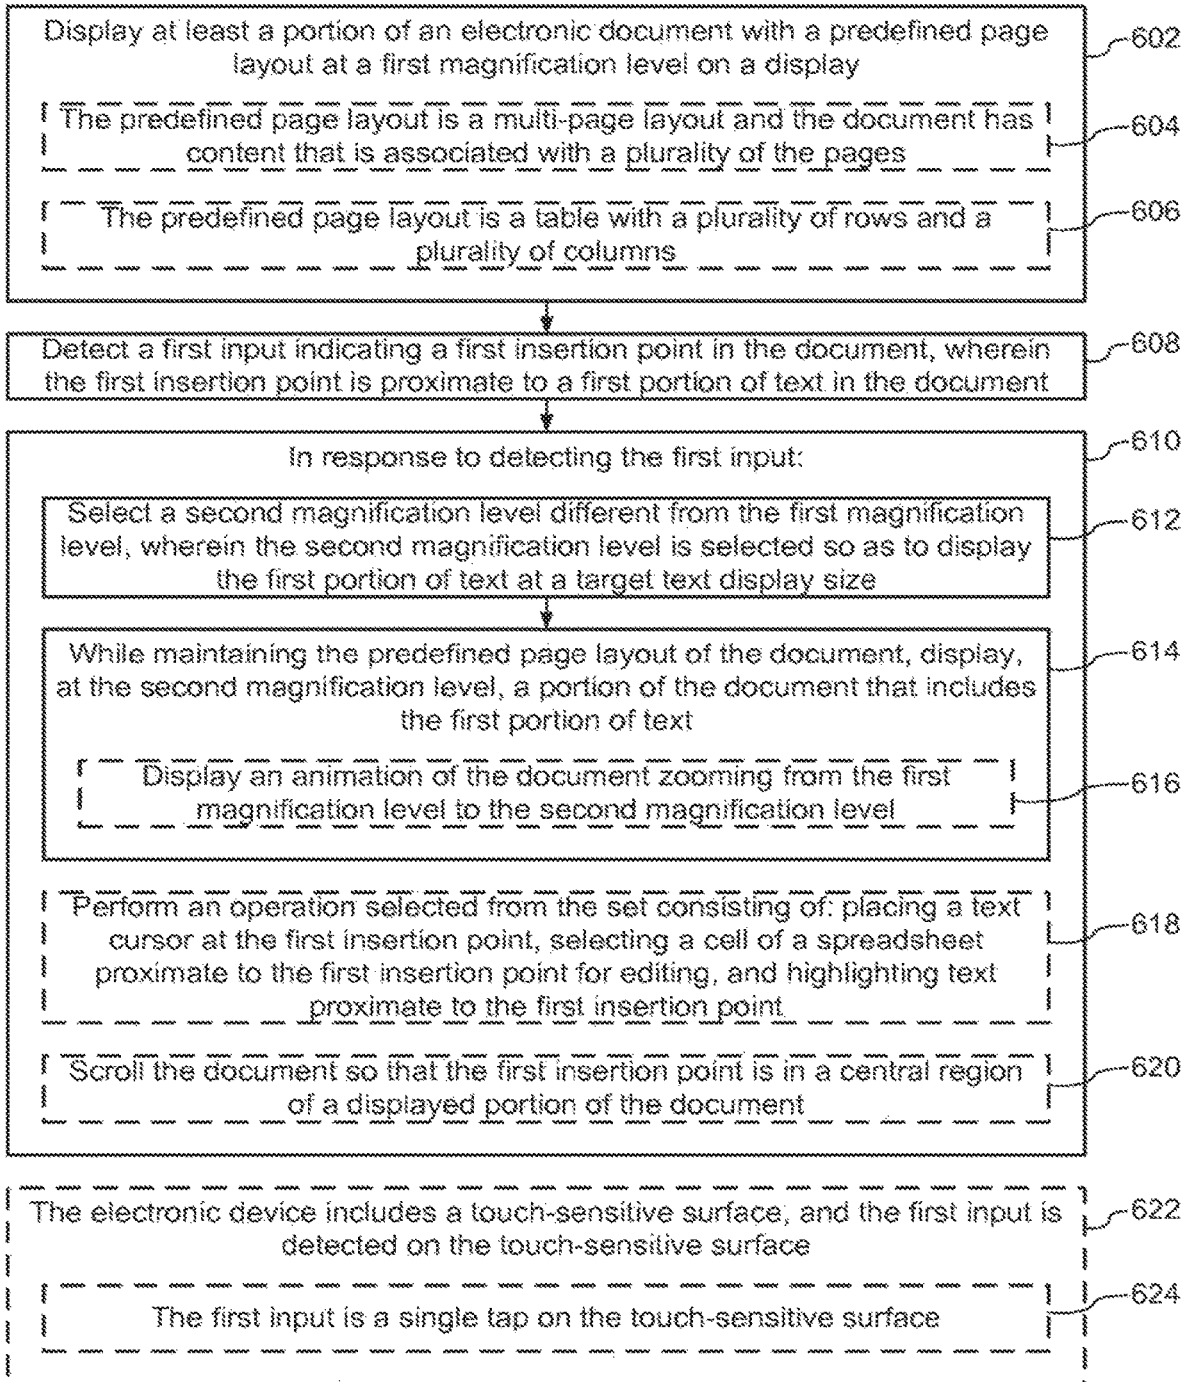 Display at least a portion of an electronic document with a predefined page
layout at a first magnification level on a display
602
The predefined page layout is a multi-page layout and the document has
content that is associated with a plurality of the pages
604
The predefined page layout is a table with a plurality of rows and a
plurality of columns
606
Detect a first input indicating a first insertion point in the document, wherein
the first insertion point is proximate to a first portion of text in the document
608
In response to detecting the first input:
610
Select a second magnification level different from the first magnification
level, wherein the second magnification level is selected so as to display
the first portion of text at a target text display size
612
While maintaining the predefined page layout of the document, display,
at the second magnification level, a portion of the document that includes
the first portion of text
614
Display an animation of the document zooming from the first
magnification level to the second magnification level
616
Perform an operation selected from the set consisting of: placing a text
cursor at the first insertion point, selecting a cell of a spreadsheet
proximate to the first insertion point for editing, and highlighting text
proximate to the first insertion point
618
Scroll the document so that the first insertion point is in a central region
of a displayed portion of the document
620
The electronic device includes a touch-sensitive surface, and the first input is
detected on the touch-sensitive surface
622
The first input is a single tap on the touch-sensitive surface
624